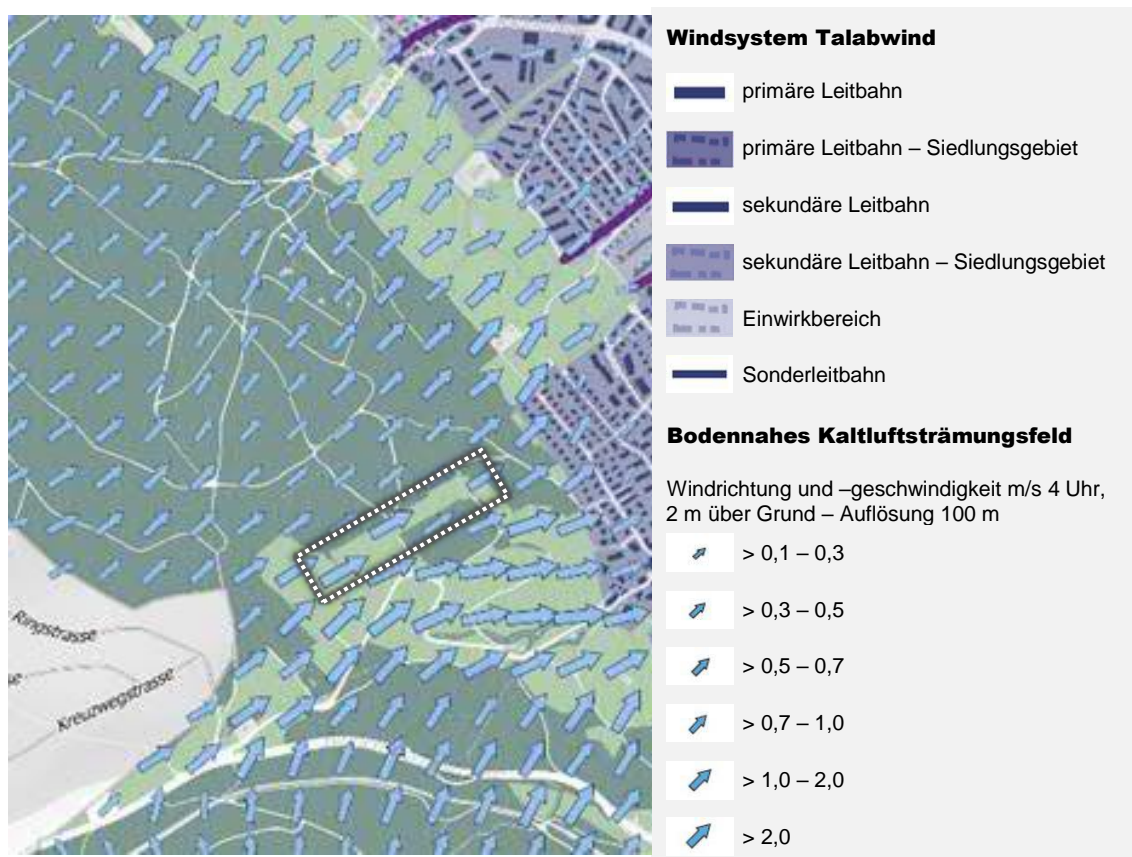 Ringstrasse
Kreuzwegstrasse
Windsystem Talabwind
primäre Leitbahn
primäre Leitbahn – Siedlungsgebiet
sekundäre Leitbahn
sekundäre Leitbahn – Siedlungsgebiet
Einwirkbereich
Sonderleitbahn
Bodennahes Kaltluftsträmungsfeld
Windrichtung und –geschwindigkeit m/s 4 Uhr,
2 m über Grund – Auflösung 100 m
> 0,1 – 0,3
> 0,3 – 0,5
> 0,5 – 0,7
> 0,7 – 1,0
> 1,0 – 2,0
> 2,0